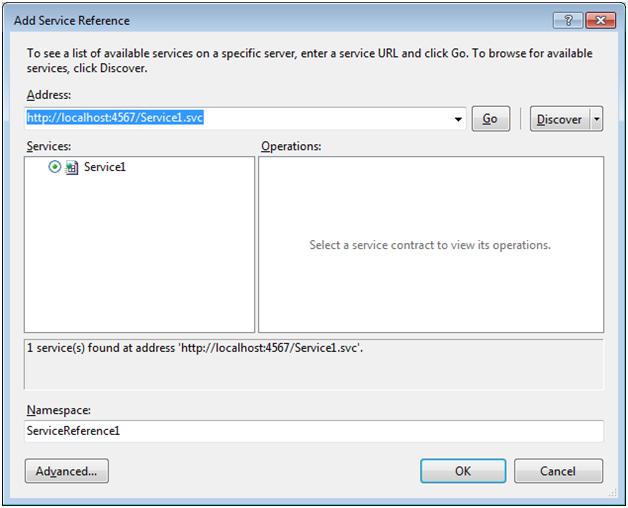 Add Service Reference
?
To see a list of available services on a specific server, enter a service URL and click Go. To browse for available
services, click Discover.
Address:
http://localhost:4567/Service1.svc
Go
Discover
Services:
Operations:
Service1
Select a service contract to view its operations.
1 service(s) found at address 'http://localhost:4567/Service1.svc'.
Namespace:
ServiceReference1
Advanced...
OK
Cancel